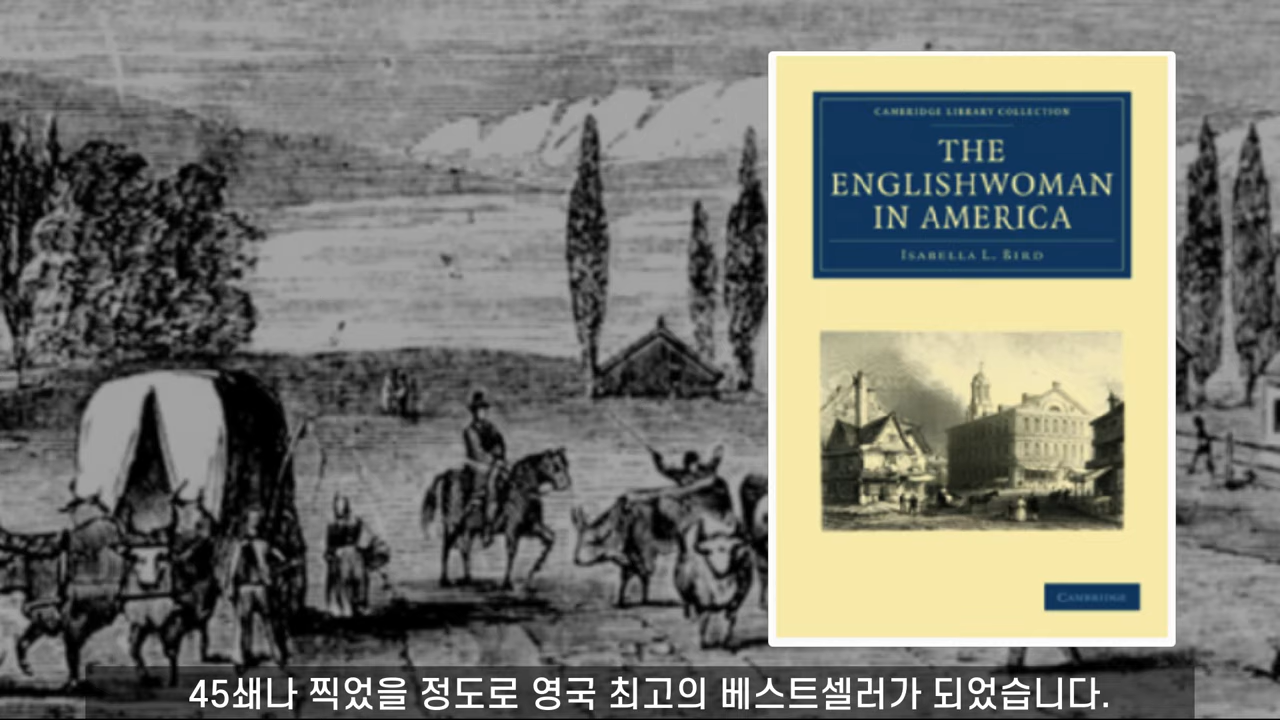 CAMBRIDGE LIBRARY COLLECTION
THE
ENGLISHWOMAN
IN AMERICA
ISABELLA L. BIRD
CAMBRIDGE
45쇄나 찍었을 정도로 영국 최고의 베스트셀러가 되었습니다.